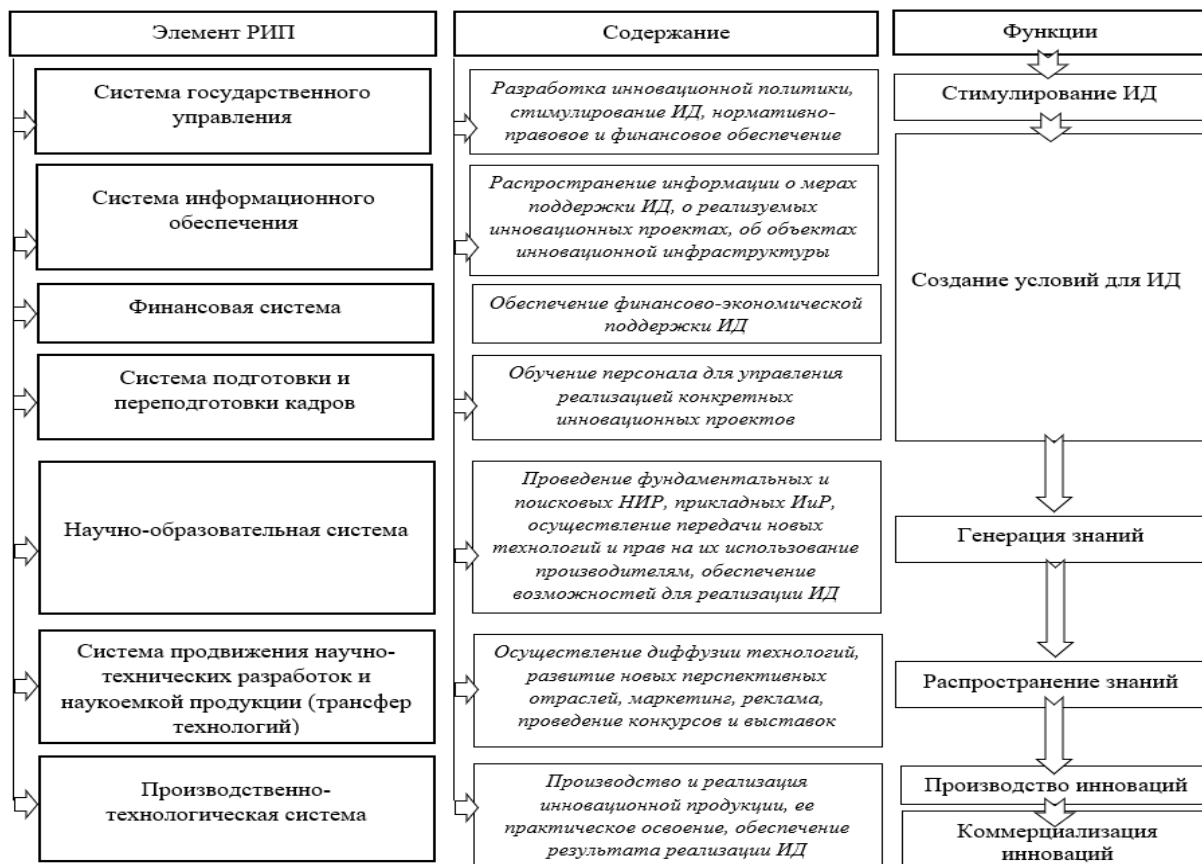 Элемент РИП
Содержание
Функции
Система государственного
управления
Разработка инновационной политики,
стимулирование ИД, нормативно-
правовое и финансовое обеспечение
Стимулирование ИД
Система информационного
обеспечения
Распространение информации о мерах
поддержки ИД, о реализуемых
инновационных проектах, об объектах
инновационной инфраструктуры
Создание условий для ИД
Финансовая система
Обеспечение финансово-экономической
поддержки ИД
Система подготовки и
переподготовки кадров
Обучение персонала для управления
реализацией конкретных
инновационных проектов
Научно-образовательная система
Проведение фундаментальных и
поисковых НИР, прикладных ИиР,
осуществление передачи новых
технологий и прав на их использование
производителям, обеспечение
возможностей для реализации ИД
Генерация знаний
Система продвижения научно-
технических разработок и
наукоемкой продукции (трансфер
технологий)
Осуществление диффузии технологий,
развитие новых перспективных
отраслей, маркетинг, реклама,
проведение конкурсов и выставок
Распространение знаний
Производственно-
технологическая система
Производство и реализация
инновационной продукции, ее
практическое освоение, обеспечение
результата реализации ИД
Производство инноваций
Коммерциализация
инноваций